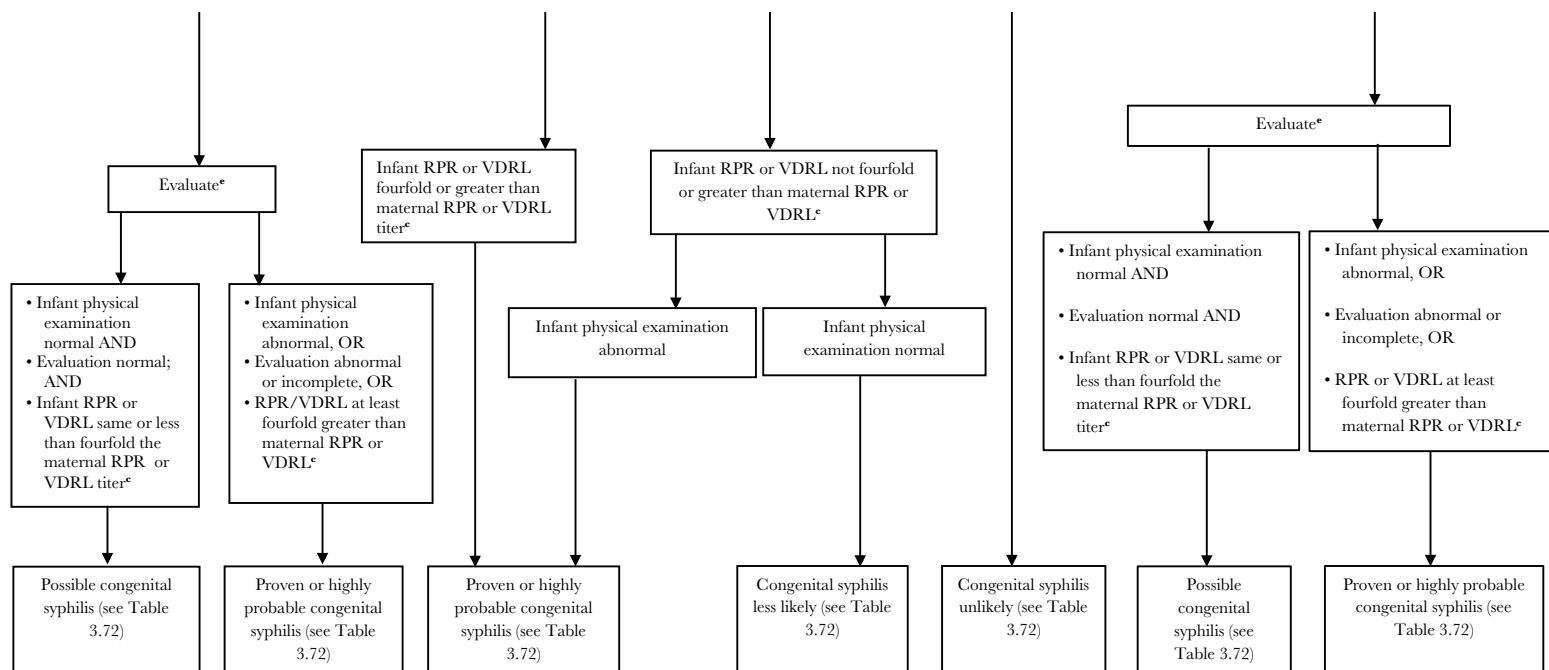 Evaluateᵉ
Infant RPR or VDRL
fourfold or greater than
maternal RPR or VDRL
titerᶜ
Infant RPR or VDRL not fourfold
or greater than maternal RPR or
VDRLᶜ
Evaluateᵉ
• Infant physical
examination
normal AND
• Evaluation normal;
AND
• Infant RPR or
VDRL same or less
than fourfold the
maternal RPR or
VDRL titerᶜ
• Infant physical
examination
abnormal, OR
• Evaluation abnormal
or incomplete, OR
• RPR/VDRL at least
fourfold greater than
maternal RPR or
VDRLᶜ
Infant physical examination
abnormal
Infant physical
examination normal
• Infant physical examination
normal AND
• Evaluation normal AND
• Infant RPR or VDRL same or
less than fourfold the
maternal RPR or VDRL
titerᶜ
• Infant physical examination
abnormal, OR
• Evaluation abnormal or
incomplete, OR
• RPR or VDRL at least
fourfold greater than
maternal RPR or VDRLᶜ
Possible congenital
syphilis (see Table
3.72)
Proven or highly
probable congenital
syphilis (see Table
3.72)
Proven or highly
probable congenital
syphilis (see Table
3.72)
Congenital syphilis
less likely (see Table
3.72)
Congenital syphilis
unlikely (see Table
3.72)
Possible
congenital
syphilis (see
Table 3.72)
Proven or highly probable
congenital syphilis (see
Table 3.72)